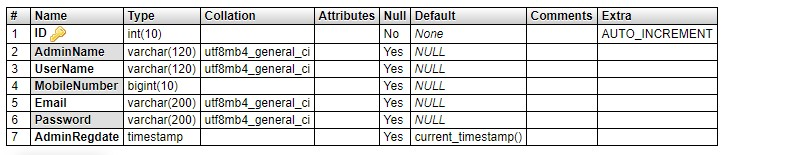 # Name Type Collation Attributes Null Default Comments Extra
1 ID int(10) No None AUTO_INCREMENT
2 AdminName varchar(120) utf8mb4_general_ci Yes NULL
3 UserName varchar(120) utf8mb4_general_ci Yes NULL
4 MobileNumber bigint(10) Yes NULL
5 Email varchar(200) utf8mb4_general_ci Yes NULL
6 Password varchar(200) utf8mb4_general_ci Yes NULL
7 AdminRegdate timestamp Yes current_timestamp()